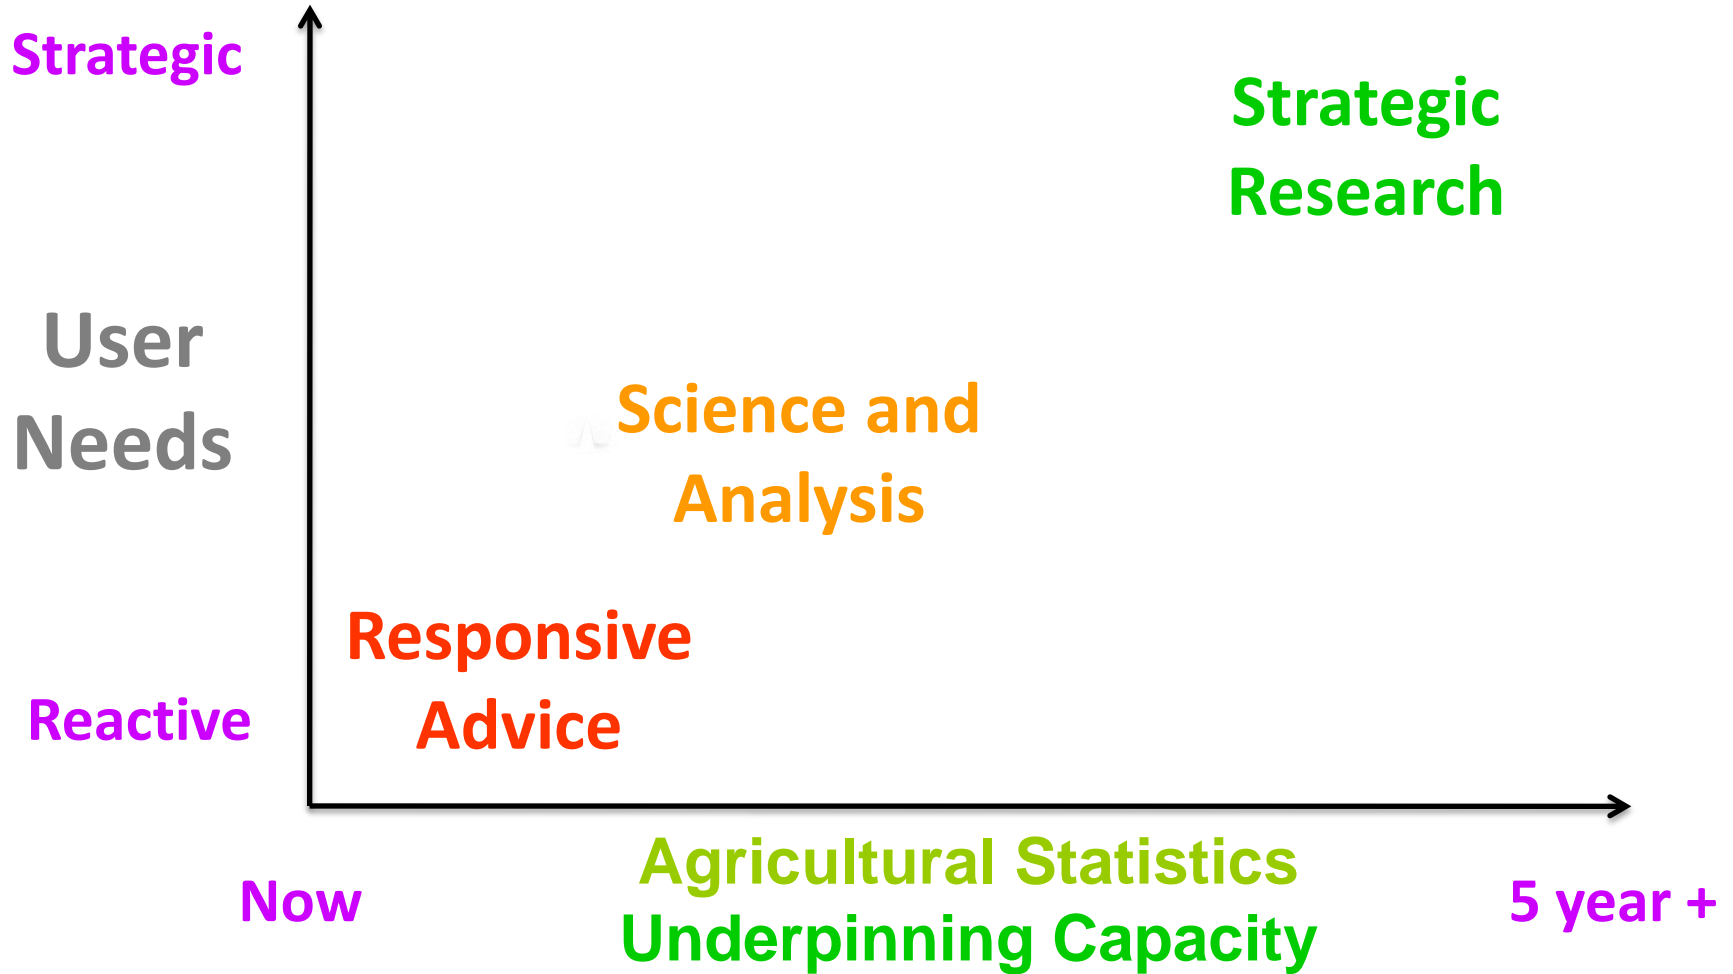 Strategic
Strategic
Research
User
Needs
Science and
Analysis
Responsive
Advice
Reactive
Agricultural Statistics
Now
5 year +
Underpinning Capacity